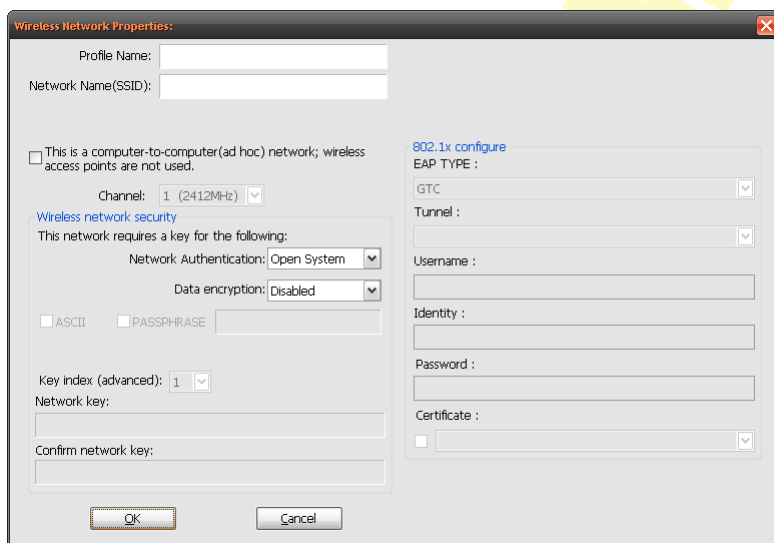 Wireless Network Properties:
Profile Name:
Network Name(SSID):
This is a computer-to-computer(ad hoc) network; wireless
access points are not used.
Channel: 1 (2412MHz)
Wireless network security
This network requires a key for the following:
Network Authentication: Open System
Data encryption: Disabled
ASCII PASSPHRASE
Key index (advanced): 1
Network key:
Confirm network key:
802.1x configure
EAP TYPE :
GTC
Tunnel :
Username :
Identity :
Password :
Certificate :
OK Cancel